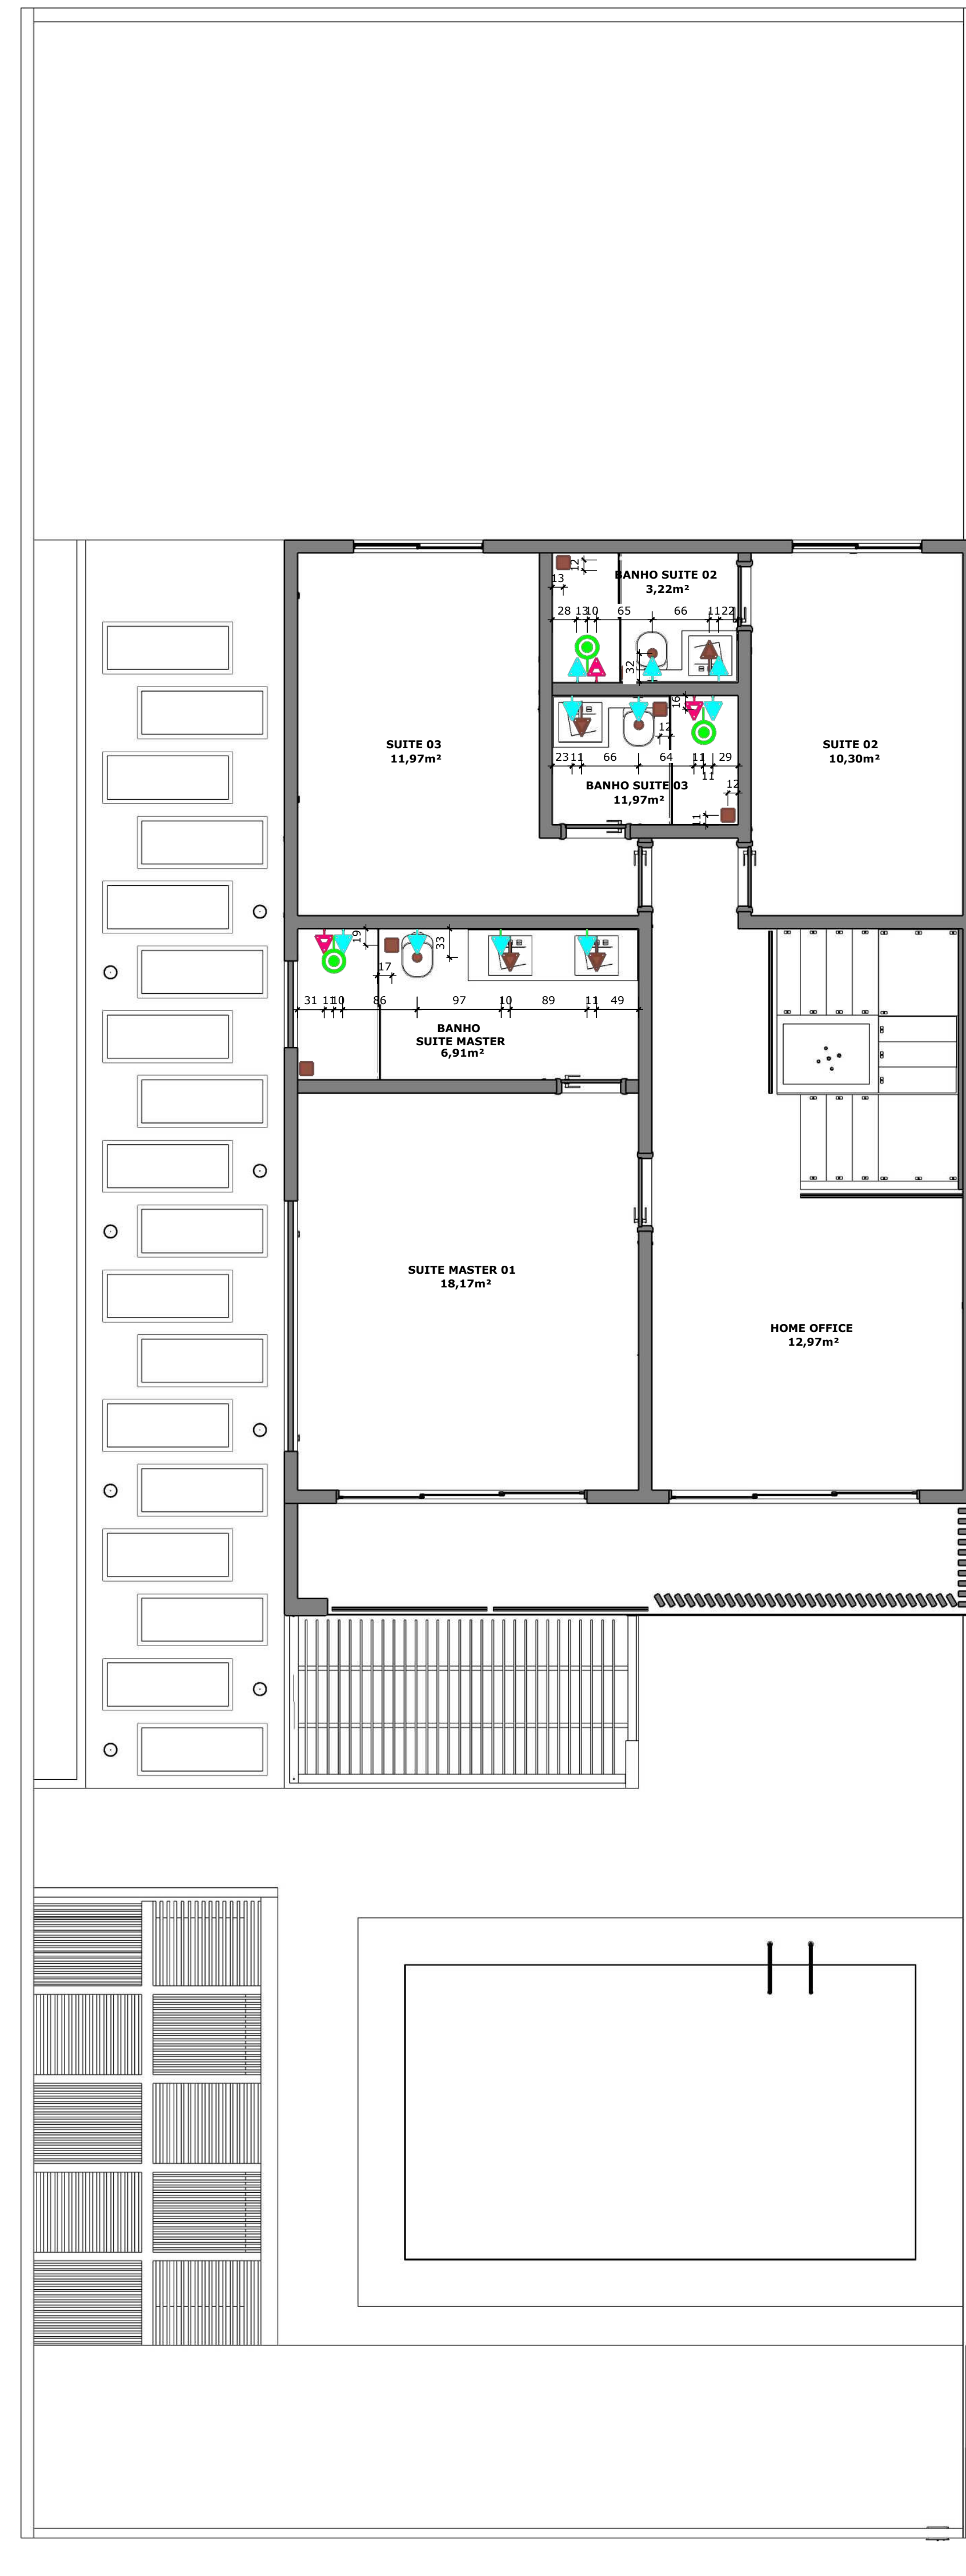 12
BANHO SUITE 02
3,22m²
13
28 13 10 65 66 11 22
32
16
SUITE 03
11,97m²
12
SUITE 02
10,30m²
23 11 66 64 11 11 29
BANHO SUITE 03
11,97m²
12
11
19
33
17
31 11 10 86 97 10 89 11 49
BANHO
SUITE MASTER
6,91m²
SUITE MASTER 01
18,17m²
HOME OFFICE
12,97m²